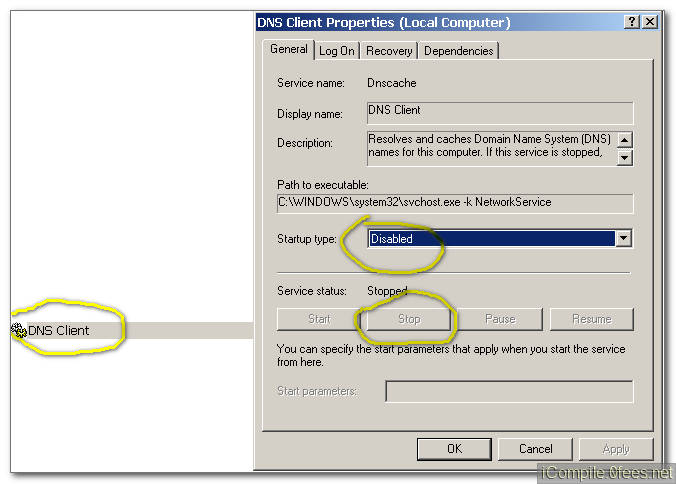 DNS Client Properties (Local Computer)
General Log On Recovery Dependencies
Service name: Dnscache
Display name: DNS Client
Description: Resolves and caches Domain Name System (DNS)
names for this computer. If this service is stopped,
Path to executable:
C:\WINDOWS\system32\svchost.exe -k NetworkService
Startup type: Disabled
Service status: Stopped
Start Stop Pause Resume
DNS Client
You can specify the start parameters that apply when you start the service
from here.
Start parameters:
OK Cancel Apply
iCompile.0fees.net